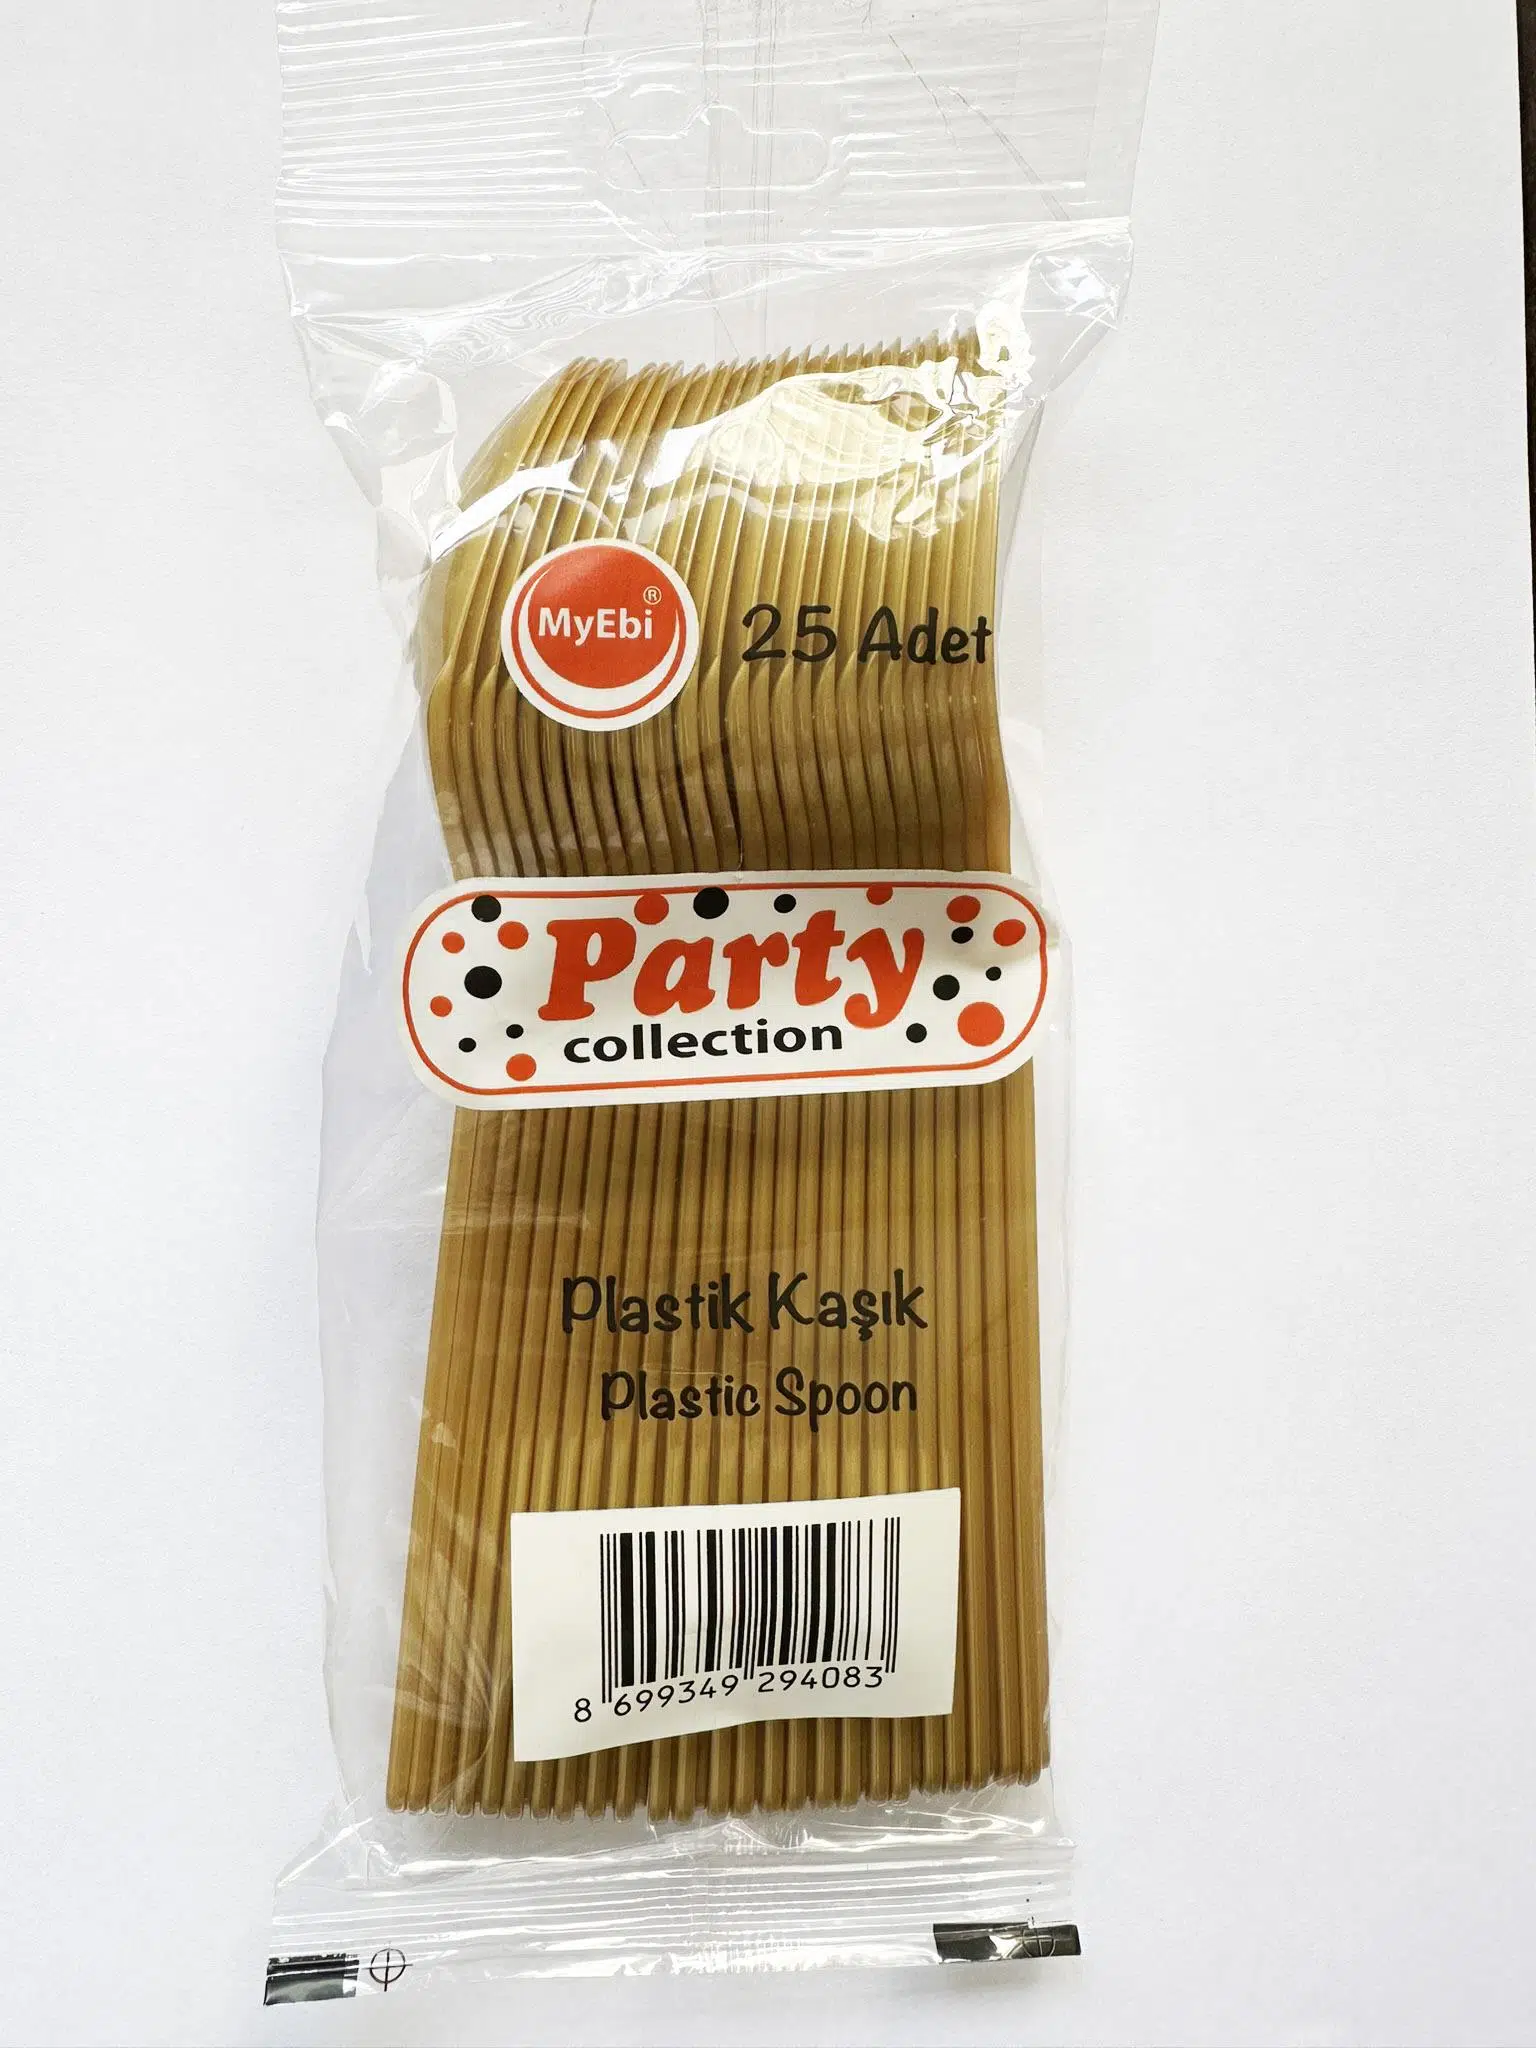 MyEbi®
25 Adet
Party
collection
Plastik Kaşık
Plastic Spoon
8 699349 294083